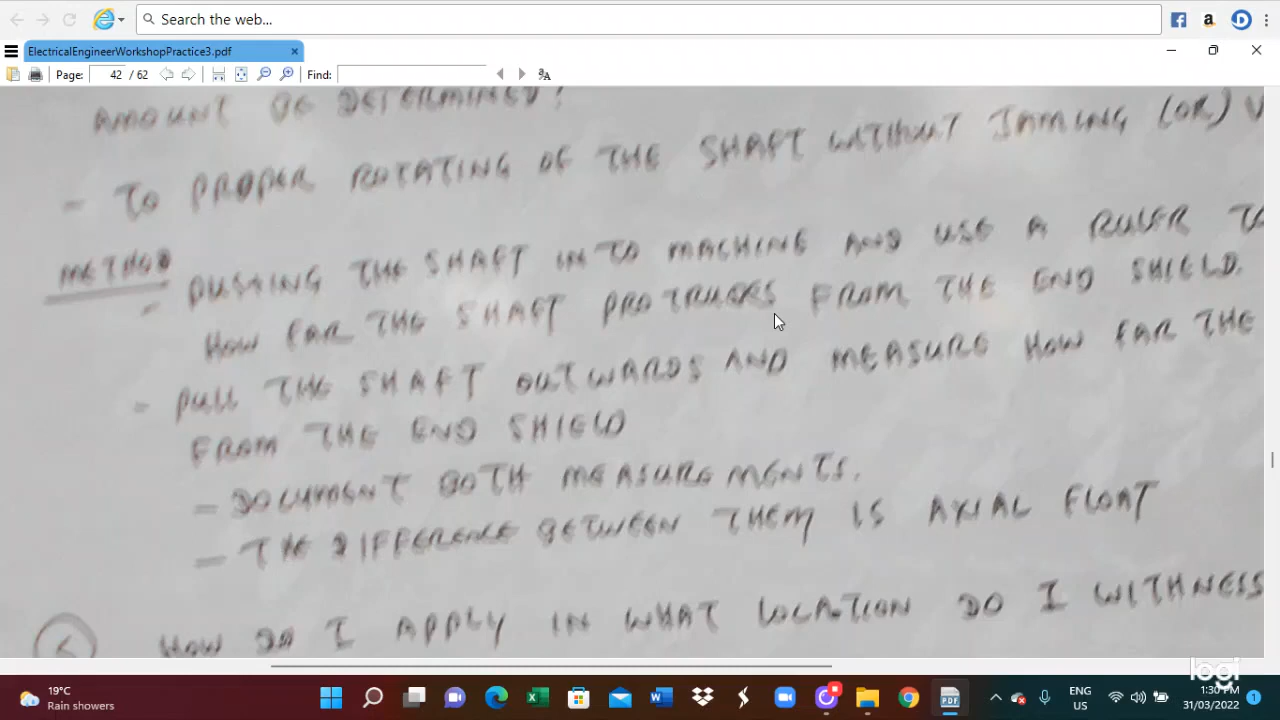 Search the web...
ElectricalEngineerWorkshopPractice3.pdf
Page: 42 / 62 Find:
AMOUNT BE DETERMINED?
- TO PROPER ROTATING OF THE SHAFT WITHOUT JAMING (OR)
METHOD
- PUSHING THE SHAFT IN TO MACHINE AND USE A RULER TO
HOW FAR THE SHAFT PROTRUDES FROM THE END SHIELD.
- PULL THE SHAFT OUTWARDS AND MEASURE HOW FAR THE
FROM THE END SHIELD
- DOCUMENT BOTH MEASUREMENTS.
- THE DIFFERENCE BETWEEN THEM IS AXIAL FLOAT
HOW DO I APPLY IN WHAT LOCATION DO I WITHNESS
logi
19°C
Rain showers
ENG
US
1:30 PM
31/03/2022